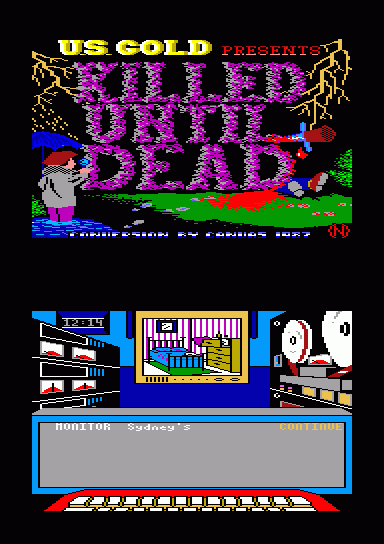 US GOLD PRESENTS
KILLED
UNTIL
DEAD
CONVERSION BY CANVAS 1987
12:14
MONITOR Sydney's CONTINUE